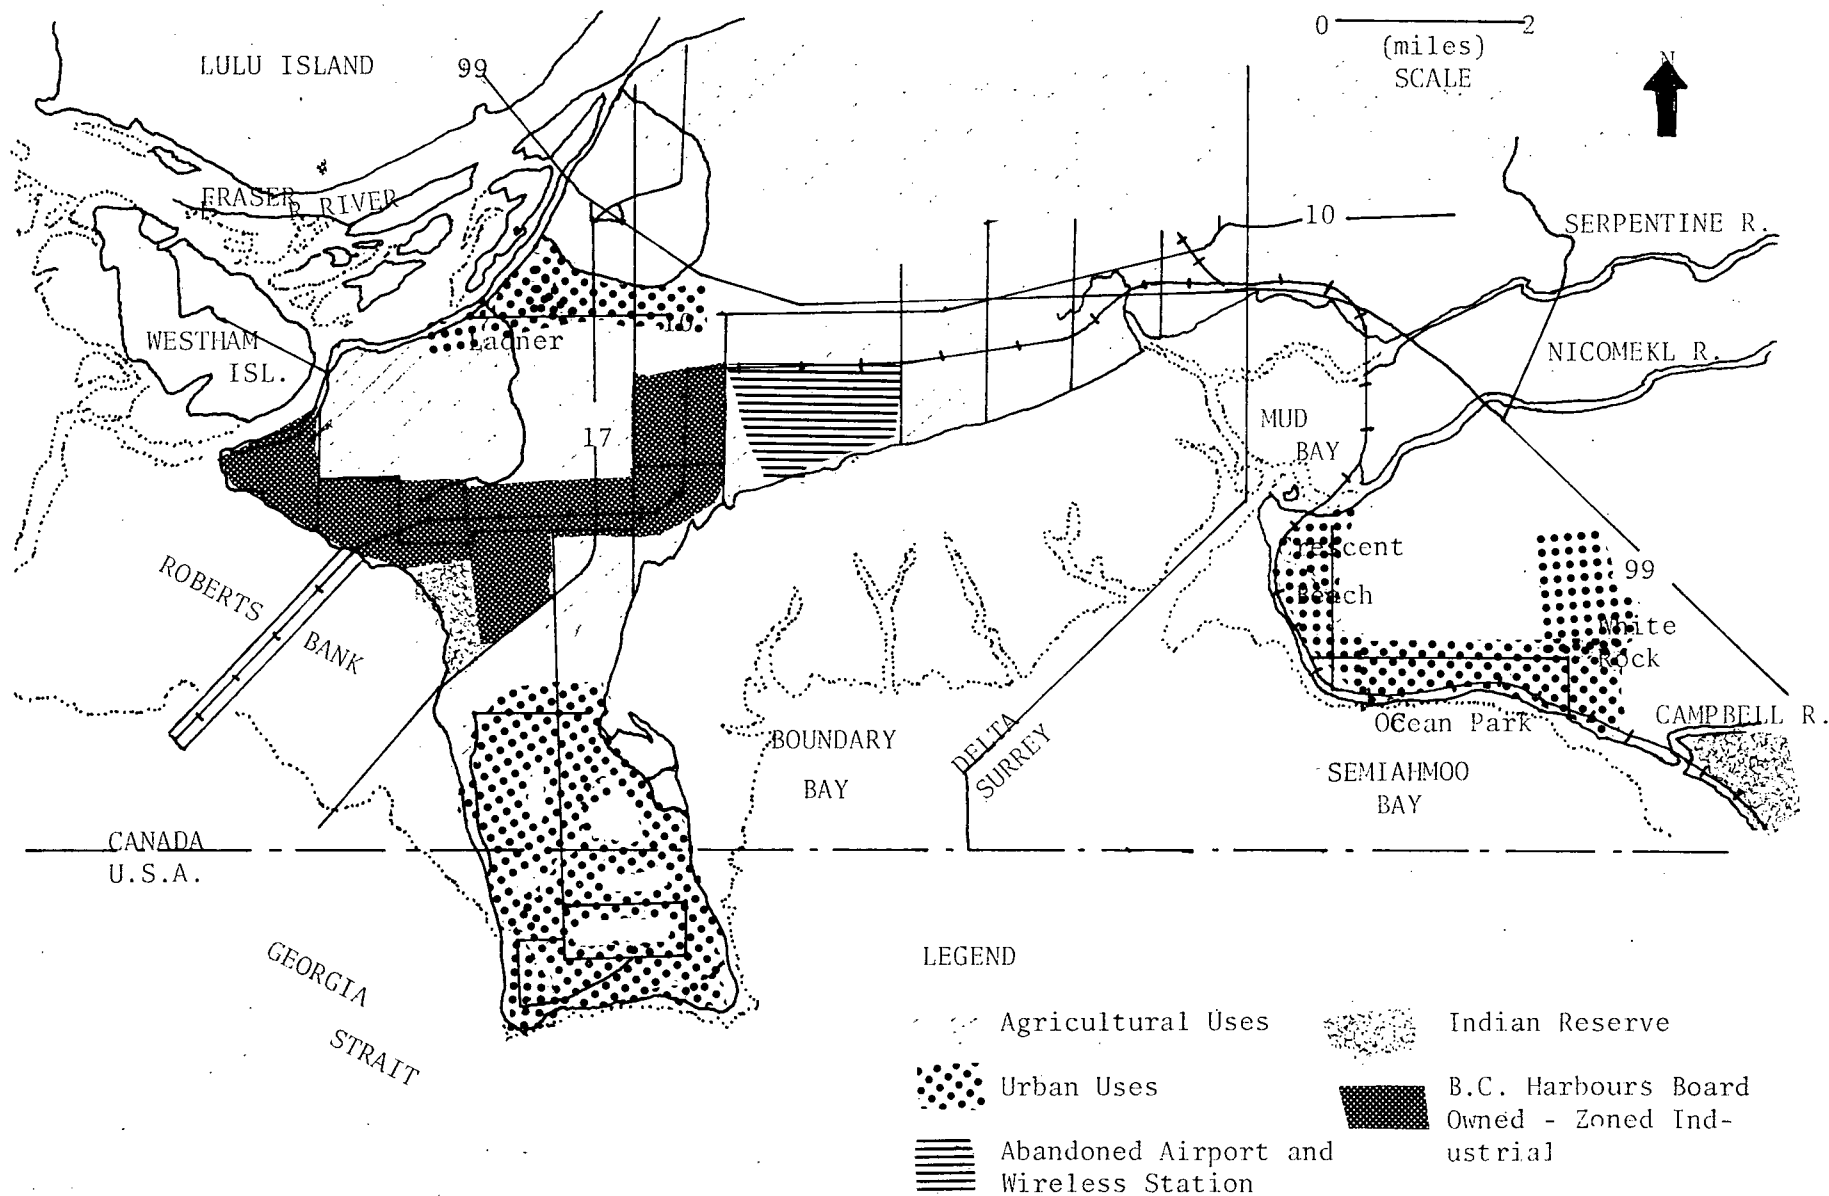 0 2
(miles)
SCALE
N
LULU ISLAND
99
FRASER R. RIVER
10
SERPENTINE R.
WESTHAM
ISL.
Ladner
10
NICOMEKL R.
17
MUD
BAY
Crescent
Beach
99
White
Rock
ROBERTS
BANK
OCean Park
CAMPBELL R.
BOUNDARY
BAY
DELTA
SURREY
SEMIAHMOO
BAY
CANADA
U.S.A.
GEORGIA
STRAIT
LEGEND
Agricultural Uses
Urban Uses
Abandoned Airport and
Wireless Station
Indian Reserve
B.C. Harbours Board
Owned - Zoned Ind-
ustrial